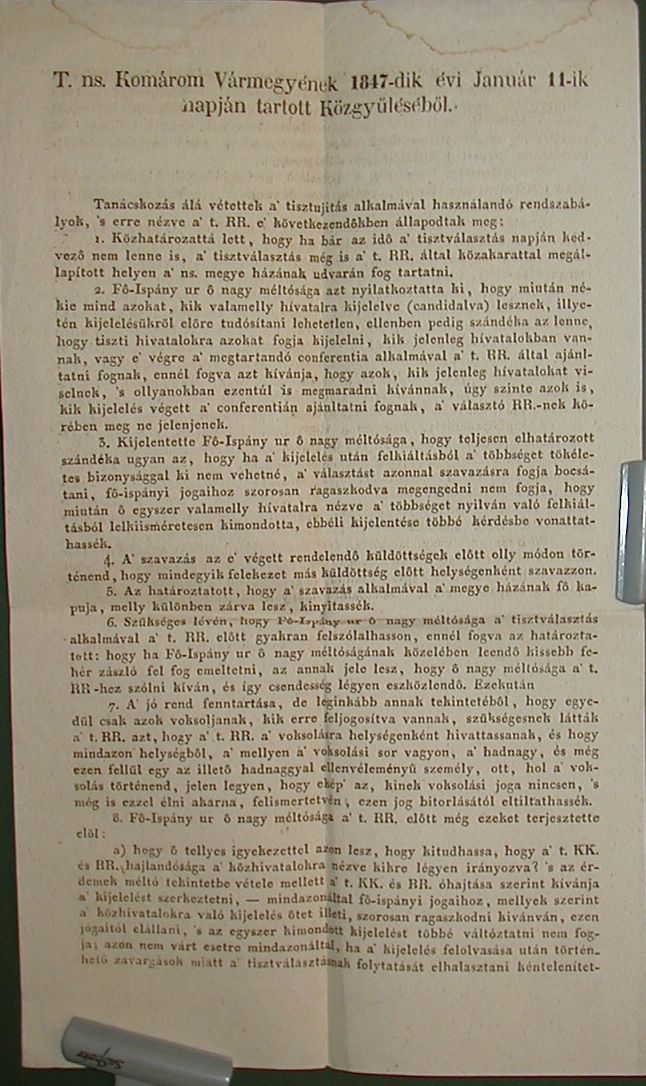 T. ns. Komárom Vármegyének 1847-dik évi Január 11-ik
napján tartott Közgyűléséből.
Tanácskozás álá vétettek a' tisztujítás alkalmával használandó rendszabá-
lyok, 's erre nézve a' t. RR. e' következendőkben állapodtak meg:
1. Közhatározattá lett, hogy ha bár az idő a' tisztválasztás napján ked-
vező nem lenne is, a' tisztválasztás még is a' t. RR. által közakarattal megál-
lapított helyen a' ns. megye házának udvarán fog tartatni.
2. Fő-Ispány ur ő nagy méltósága azt nyilatkoztatta ki, hogy miután né-
kie mind azokat, kik valamelly hívatalra kijelelve (candidalva) lesznek, illye-
tén kijelelésükröl előre tudósítani lehetetlen, ellenben pedig szándéka az lenne,
hogy tiszti hivatalokra azokat fogja kijelelni, kik jelenleg hívatalokban van-
nak, vagy e' végre a' megtartandó conferentia alkalmával a' t. RR. által ajánl-
tatni fognak, ennél fogva azt kívánja, hogy azok, kik jelenleg hívatalokat vi-
selnek, 's ollyanokban ezentúl is megmaradni kívánnak, úgy szinte azok is,
kik kijelelés végett a' conferentián ajánltatni fognak, a' választó RR.-nek kö-
rében meg ne jelenjenek.
3. Kijelentette Fő-Ispány ur ő nagy méltósága, hogy teljesen elhatározott
szándéka ugyan az, hogy ha a' kijelelés után felkiáltásból a' többséget tökéle-
tes bizonysággal ki nem vehetné, a' választást azonnal szavazásra fogja bocsá-
tani, fő-ispányi jogaihoz szorosan ragaszkodva megengedni nem fogja, hogy
miután ő egyszer valamelly hívatalra nézve a' többséget nyilván való felkiál-
tásból lelkiisméretesen kimondotta, ebbéli kijelentése többé kérdésbe vonattat-
hassék.
4. A' szavazás az e' végett rendelendő küldöttségek előtt olly módon tör-
ténend, hogy mindegyik felekezet más küldöttség előtt helységenként szavazzon.
5. Az határoztatott, hogy a' szavazás alkalmával a' megye házának fő ka-
puja, melly különben zárva lesz, kinyítassék.
6. Szükséges lévén, hogy Fő-Ispány ur ő nagy méltósága a' tisztválasztás
alkalmával a' t. RR. előtt gyakran felszólalhasson, ennél fogva az határozta-
tott: hogy ha Fő-Ispány ur ő nagy méltóságának közelében leendő kissebb fe-
hér zászló fel fog emeltetni, az annak jele lesz, hogy ő nagy méltósága a' t.
RR-hez szólni kíván, és így csendesség légyen eszközlendő. Ezekután
7. A' jó rend fenntartása, de leginkább annak tekintetéből, hogy egye-
dül csak azok voksoljanak, kik erre feljogosítva vannak, szükségesnek látták
a' t. RR. azt, hogy a' t. RR. a' voksolásra helységenként hivattassanak, és hogy
mindazon helységből, a' mellyen a' voksolási sor vagyon, a' hadnagy, és még
ezen fellül egy az illető hadnaggyal ellenvéleményű személy, ott, hol a' vok-
solás történend, jelen legyen, hogy ekép' az, kinek voksolási joga nincsen, 's
még is ezzel élni akarna, felismertetvén, ezen jog bitorlásától eltiltathassék.
8. Fő-Ispány ur ő nagy méltósága a' t. RR. előtt még ezeket terjesztette
elől:
a) hogy ő tellyes igyekezettel azon lesz, hogy kitudhassa, hogy a' t. KK.
és RR. hajlandósága a' közhivatalokra nézve kikre légyen irányozva? 's az ér-
demek méltó tekintetbe vétele mellett a' t. KK. és RR. óhajtása szerint kívánja
a' kijelelést szerkeztetni, — mindazonáltal fő-ispányi jogaihoz, mellyek szerint
a' közhivatalokra való kijelelés őtet illeti, szorosan ragaszkodni kivánván, ezen
jógaitól elállani, 's az egyszer kimondott kijelelést többé váltóztatni nem fog-
ja; azon nem várt esetre mindazonáltal, ha a' kijelelés felolvasása után történ-
hető zavargások miatt a' tisztválasztásnak folytatását elhalasztani kéntelenítet-